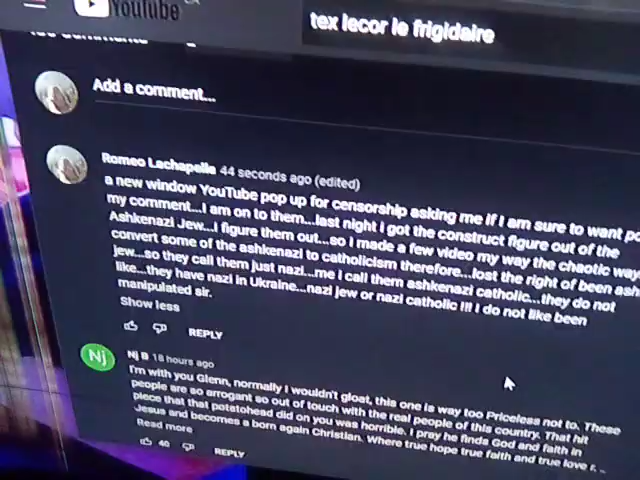 YouTube
tex lecor le frigidaire
Add a comment...
Romeo Lachapelle 44 seconds ago (edited)
a new window YouTube pop up for censorship asking me if I am sure to want po
my comment...I am on to them...last night I got the construct figure out of the
Ashkenazi Jew...I figure them out...so I made a few video my way the chaotic way
convert some of the ashkenazi to catholicism therefore...lost the right of been ash
jew...so they call them just nazi...me I call them ashkenazi catholic...they do not
like...they have nazi in Ukraine...nazi jew or nazi catholic !!! I do not like been
manipulated sir.
Show less
REPLY
Nj
Nj B 18 hours ago
I'm with you Glenn, normally I wouldn't gloat, this one is way too Priceless not to. These
people are so arrogant so out of touch with the real people of this country. That hit
piece that that potatohead did on you was horrible. I pray he finds God and faith in
Jesus and becomes a born again Christian. Where true hope true faith and true love r...
Read more
40 REPLY